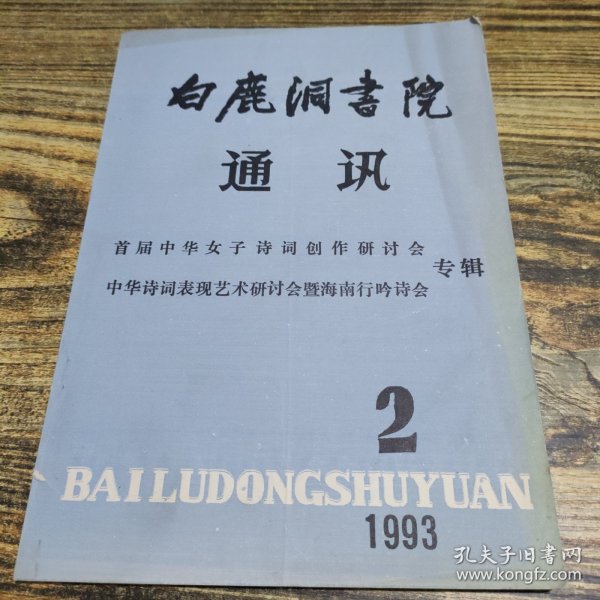 白鹿洞書院
通讯
首届中华女子诗词创作研讨会
中华诗词表现艺术研讨会暨海南行吟诗会
专辑
2
BAILUDONGSHUYUAN
1993
孔夫子旧书网
www.kongfz.com